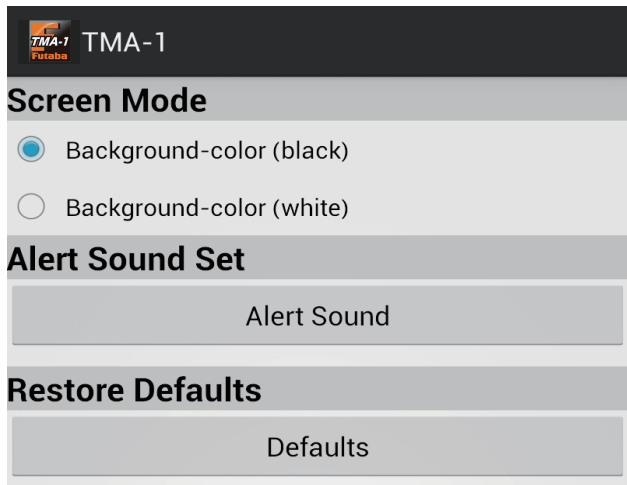 TMA-1
Futaba
TMA-1
Screen Mode
Background-color (black)
Background-color (white)
Alert Sound Set
Alert Sound
Restore Defaults
Defaults